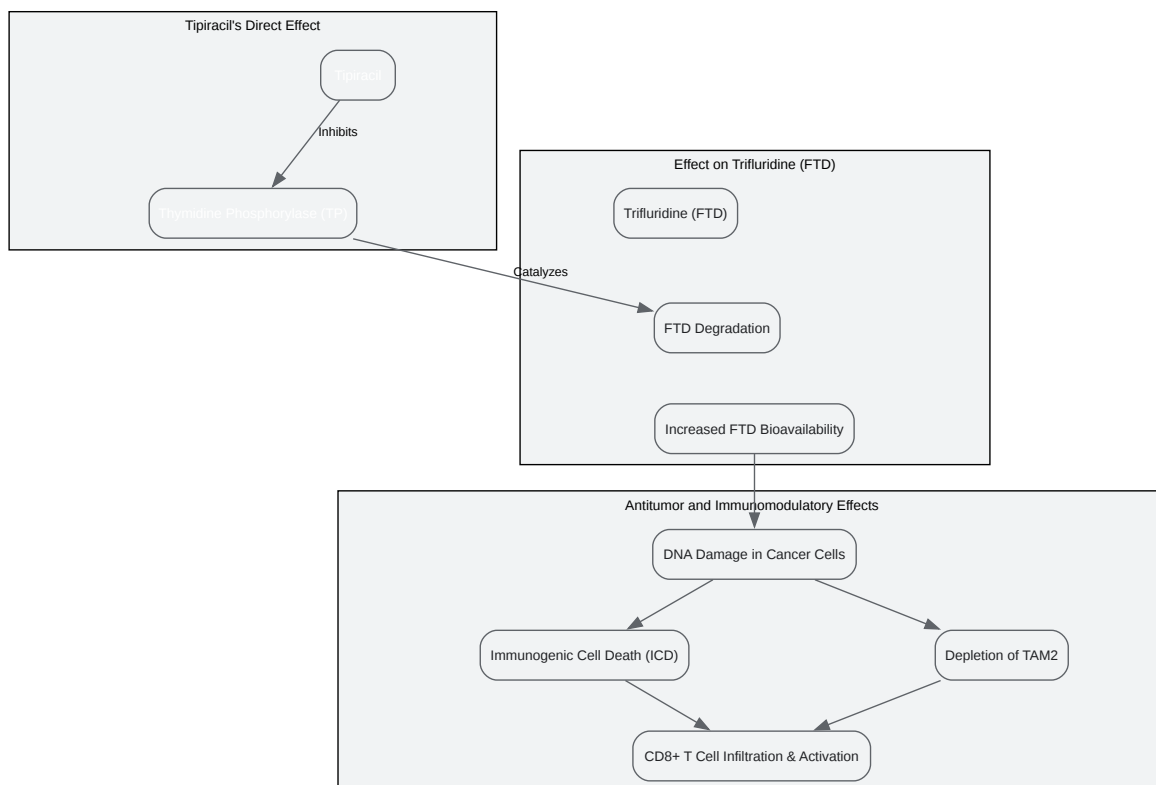 Tipiracil's Direct Effect
Tipiracil
Inhibits
Thymidine Phosphorylase (TP)
Effect on Trifluridine (FTD)
Trifluridine (FTD)
Catalyzes
FTD Degradation
Increased FTD Bioavailability
Antitumor and Immunomodulatory Effects
DNA Damage in Cancer Cells
Immunogenic Cell Death (ICD)
Depletion of TAM2
CD8+ T Cell Infiltration & Activation